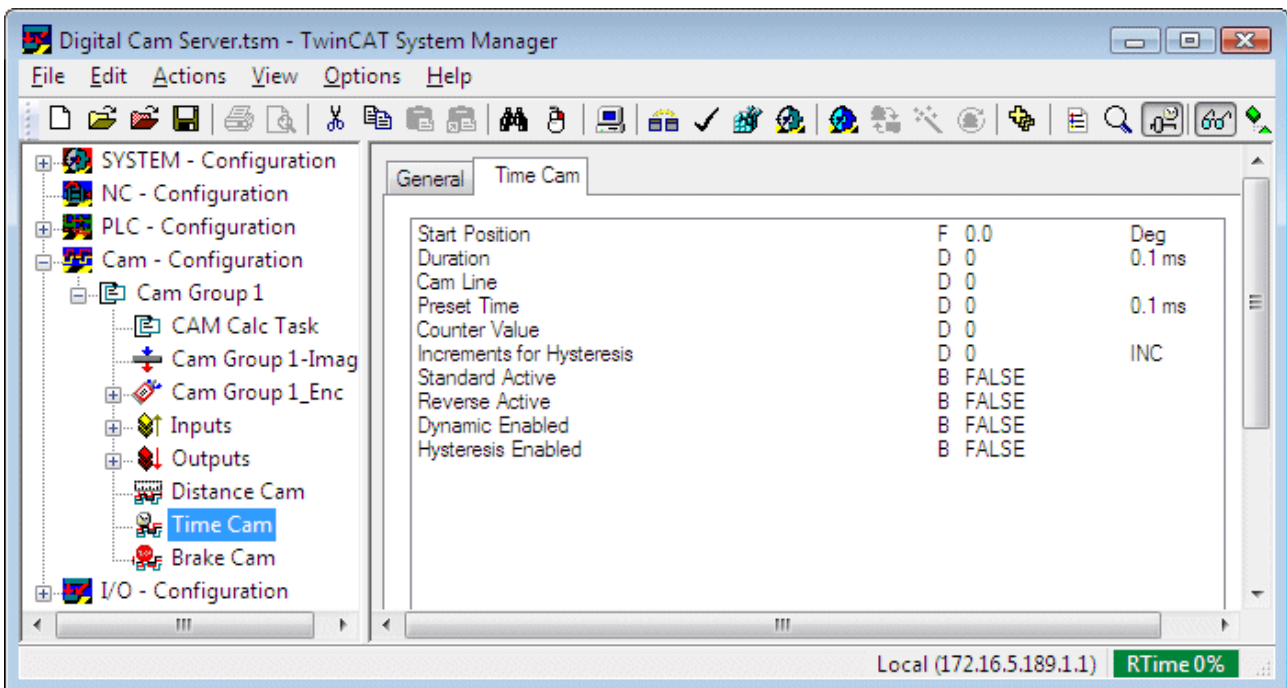 Digital Cam Server.tsm - TwinCAT System Manager
File Edit Actions View Options Help
SYSTEM - Configuration
NC - Configuration
PLC - Configuration
Cam - Configuration
Cam Group 1
CAM Calc Task
Cam Group 1-Imag
Cam Group 1_Enc
Inputs
Outputs
Distance Cam
Time Cam
Brake Cam
I/O - Configuration
General Time Cam
Start Position F 0.0 Deg
Duration D 0 0.1 ms
Cam Line D 0
Preset Time D 0 0.1 ms
Counter Value D 0
Increments for Hysteresis D 0 INC
Standard Active B FALSE
Reverse Active B FALSE
Dynamic Enabled B FALSE
Hysteresis Enabled B FALSE
Local (172.16.5.189.1.1) RTime 0%